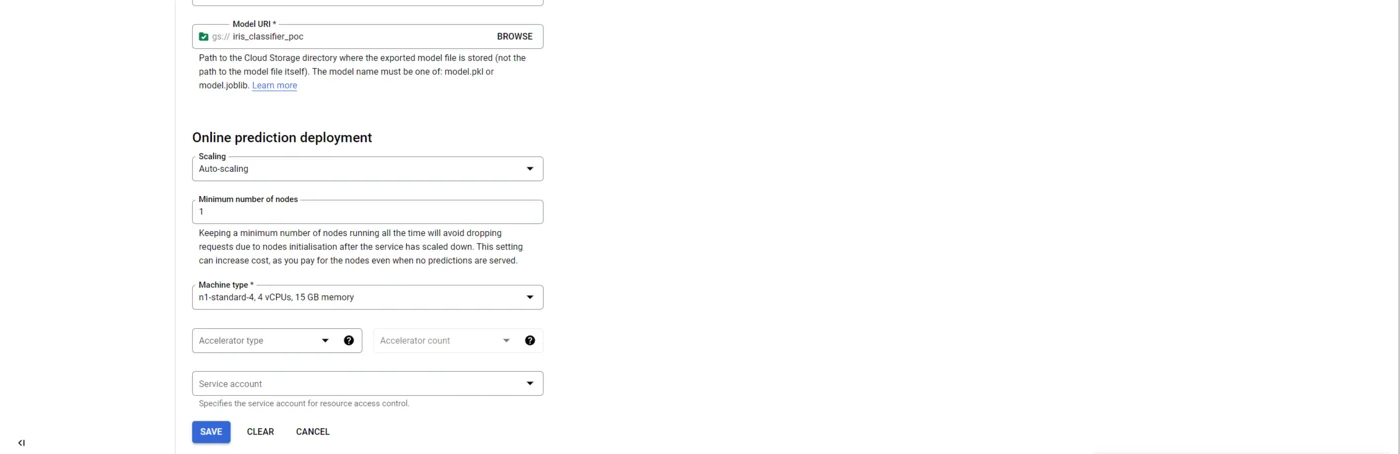 Model URI *
gs:// iris_classifier_poc BROWSE
Path to the Cloud Storage directory where the exported model file is stored (not the
path to the model file itself). The model name must be one of: model.pkl or
model.joblib. Learn more
Online prediction deployment
Scaling
Auto-scaling
Minimum number of nodes
1
Keeping a minimum number of nodes running all the time will avoid dropping
requests due to nodes initialisation after the service has scaled down. This setting
can increase cost, as you pay for the nodes even when no predictions are served.
Machine type *
n1-standard-4, 4 vCPUs, 15 GB memory
Accelerator type ? Accelerator count ?
Service account
Specifies the service account for resource access control.
SAVE CLEAR CANCEL